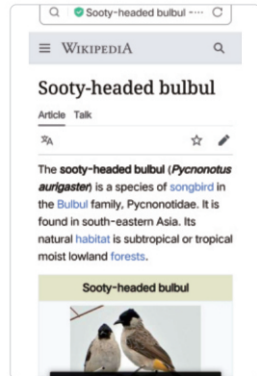 Sooty-headed bulbul -···
WIKIPEDIA
Sooty-headed bulbul
Article Talk
The sooty-headed bulbul (Pycnonotus
aurigaster) is a species of songbird in
the Bulbul family, Pycnonotidae. It is
found in south-eastern Asia. Its
natural habitat is subtropical or tropical
moist lowland forests.
Sooty-headed bulbul